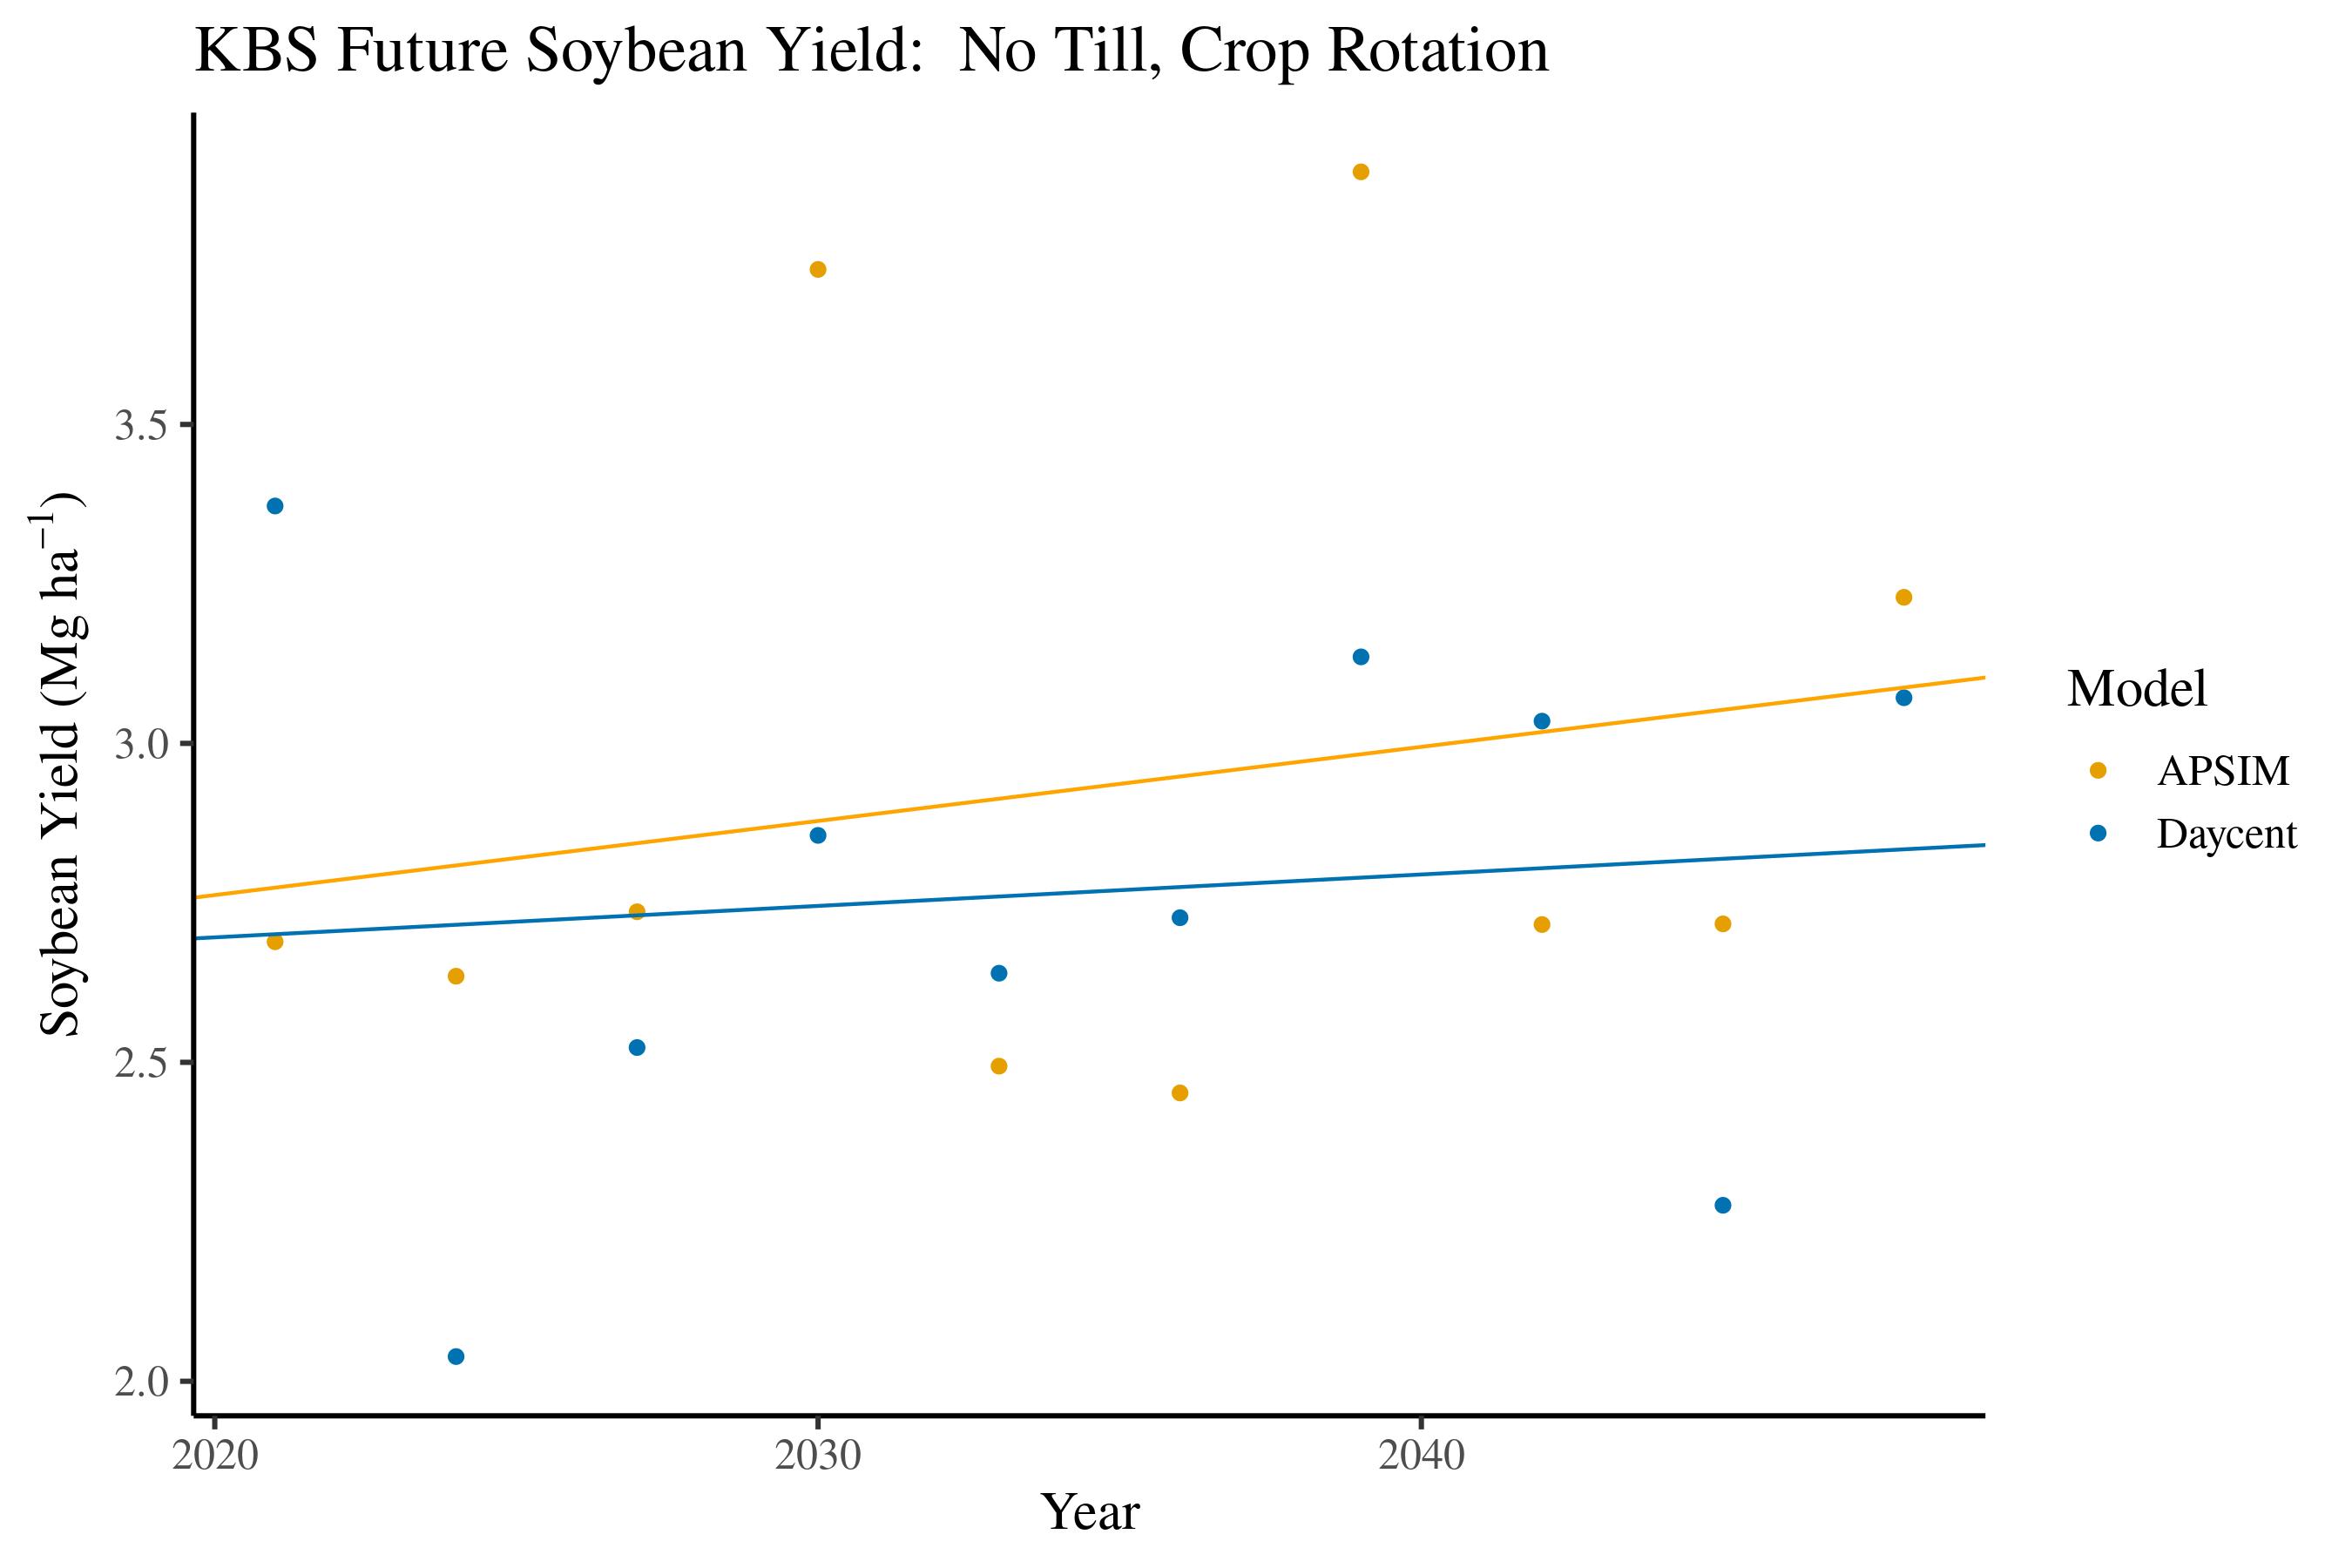 KBS Future Soybean Yield:  No Till, Crop Rotation
Soybean Yield (Mg ha⁻¹)
3.5
3.0
2.5
2.0
2020 2030 2040
Year
Model
APSIM
Daycent